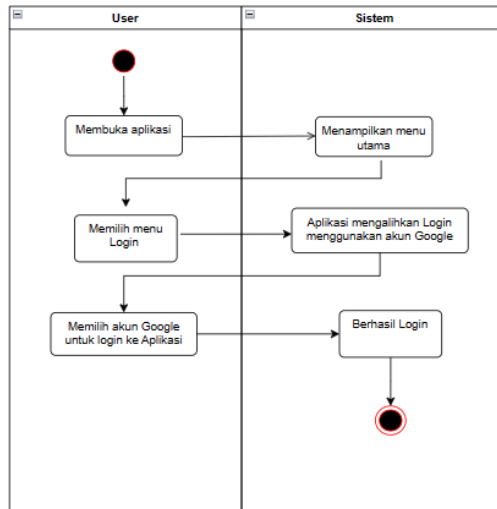 User
Sistem
Membuka aplikasi
Menampilkan menu
utama
Memilih menu
Login
Aplikasi mengalihkan Login
menggunakan akun Google
Memilih akun Google
untuk login ke Aplikasi
Berhasil Login